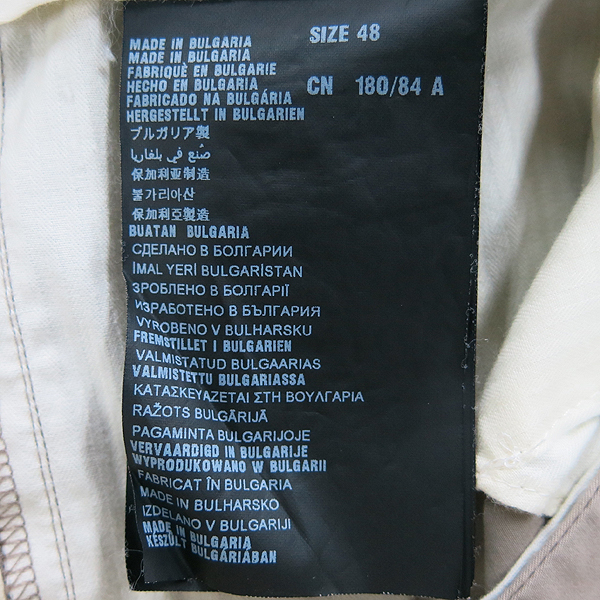 MADE IN BULGARIA
MADE IN BULGARIA
FABRIQUÉ EN BULGARIE
HECHO EN BULGARIA
FABRICADO NA BULGÁRIA
HERGESTELLT IN BULGARIEN
ブルガリア製
صنع في بلغاريا
保加利亚制造
불가리아산
保加利亞製造
BUATAN BULGARIA
СДЕЛАНО В БОЛГАРИИ
İMAL YERİ BULGARİSTAN
ЗРОБЛЕНО В БОЛГАРІЇ
ИЗРАБОТЕНО В БЪЛГАРИЯ
VYROBENO V BULHARSKU
FREMSTILLET I BULGARIEN
VALMISTATUD BULGAARIAS
VALMISTETTU BULGARIASSA
ΚΑΤΑΣΚΕΥΑΖΕΤΑΙ ΣΤΗ ΒΟΥΛΓΑΡΙΑ
RAŽOTS BULGĀRIJĀ
PAGAMINTA BULGARIJOJE
VERVAARDIGD IN BULGARIJE
WYPRODUKOWANO W BULGARII
FABRICAT ÎN BULGARIA
MADE IN BULHARSKO
IZDELANO V BULGARIJI
MADE IN BULGARIA
KÉSZÜLT BULGÁRIÁBAN
SIZE 48
CN 180/84 A